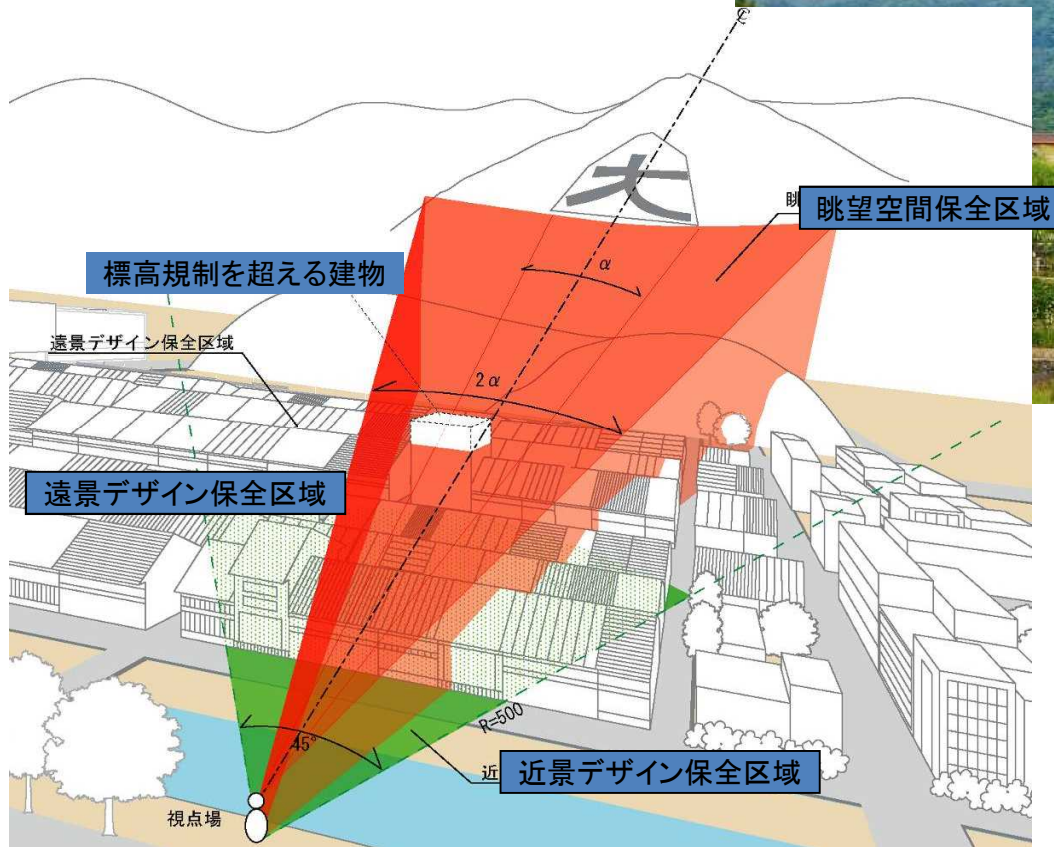 ℄
大
眺
眺望空間保全区域
標高規制を超える建物
α
遠景デザイン保全区域
2α
遠景デザイン保全区域
R=500
45°
近
近景デザイン保全区域
視点場